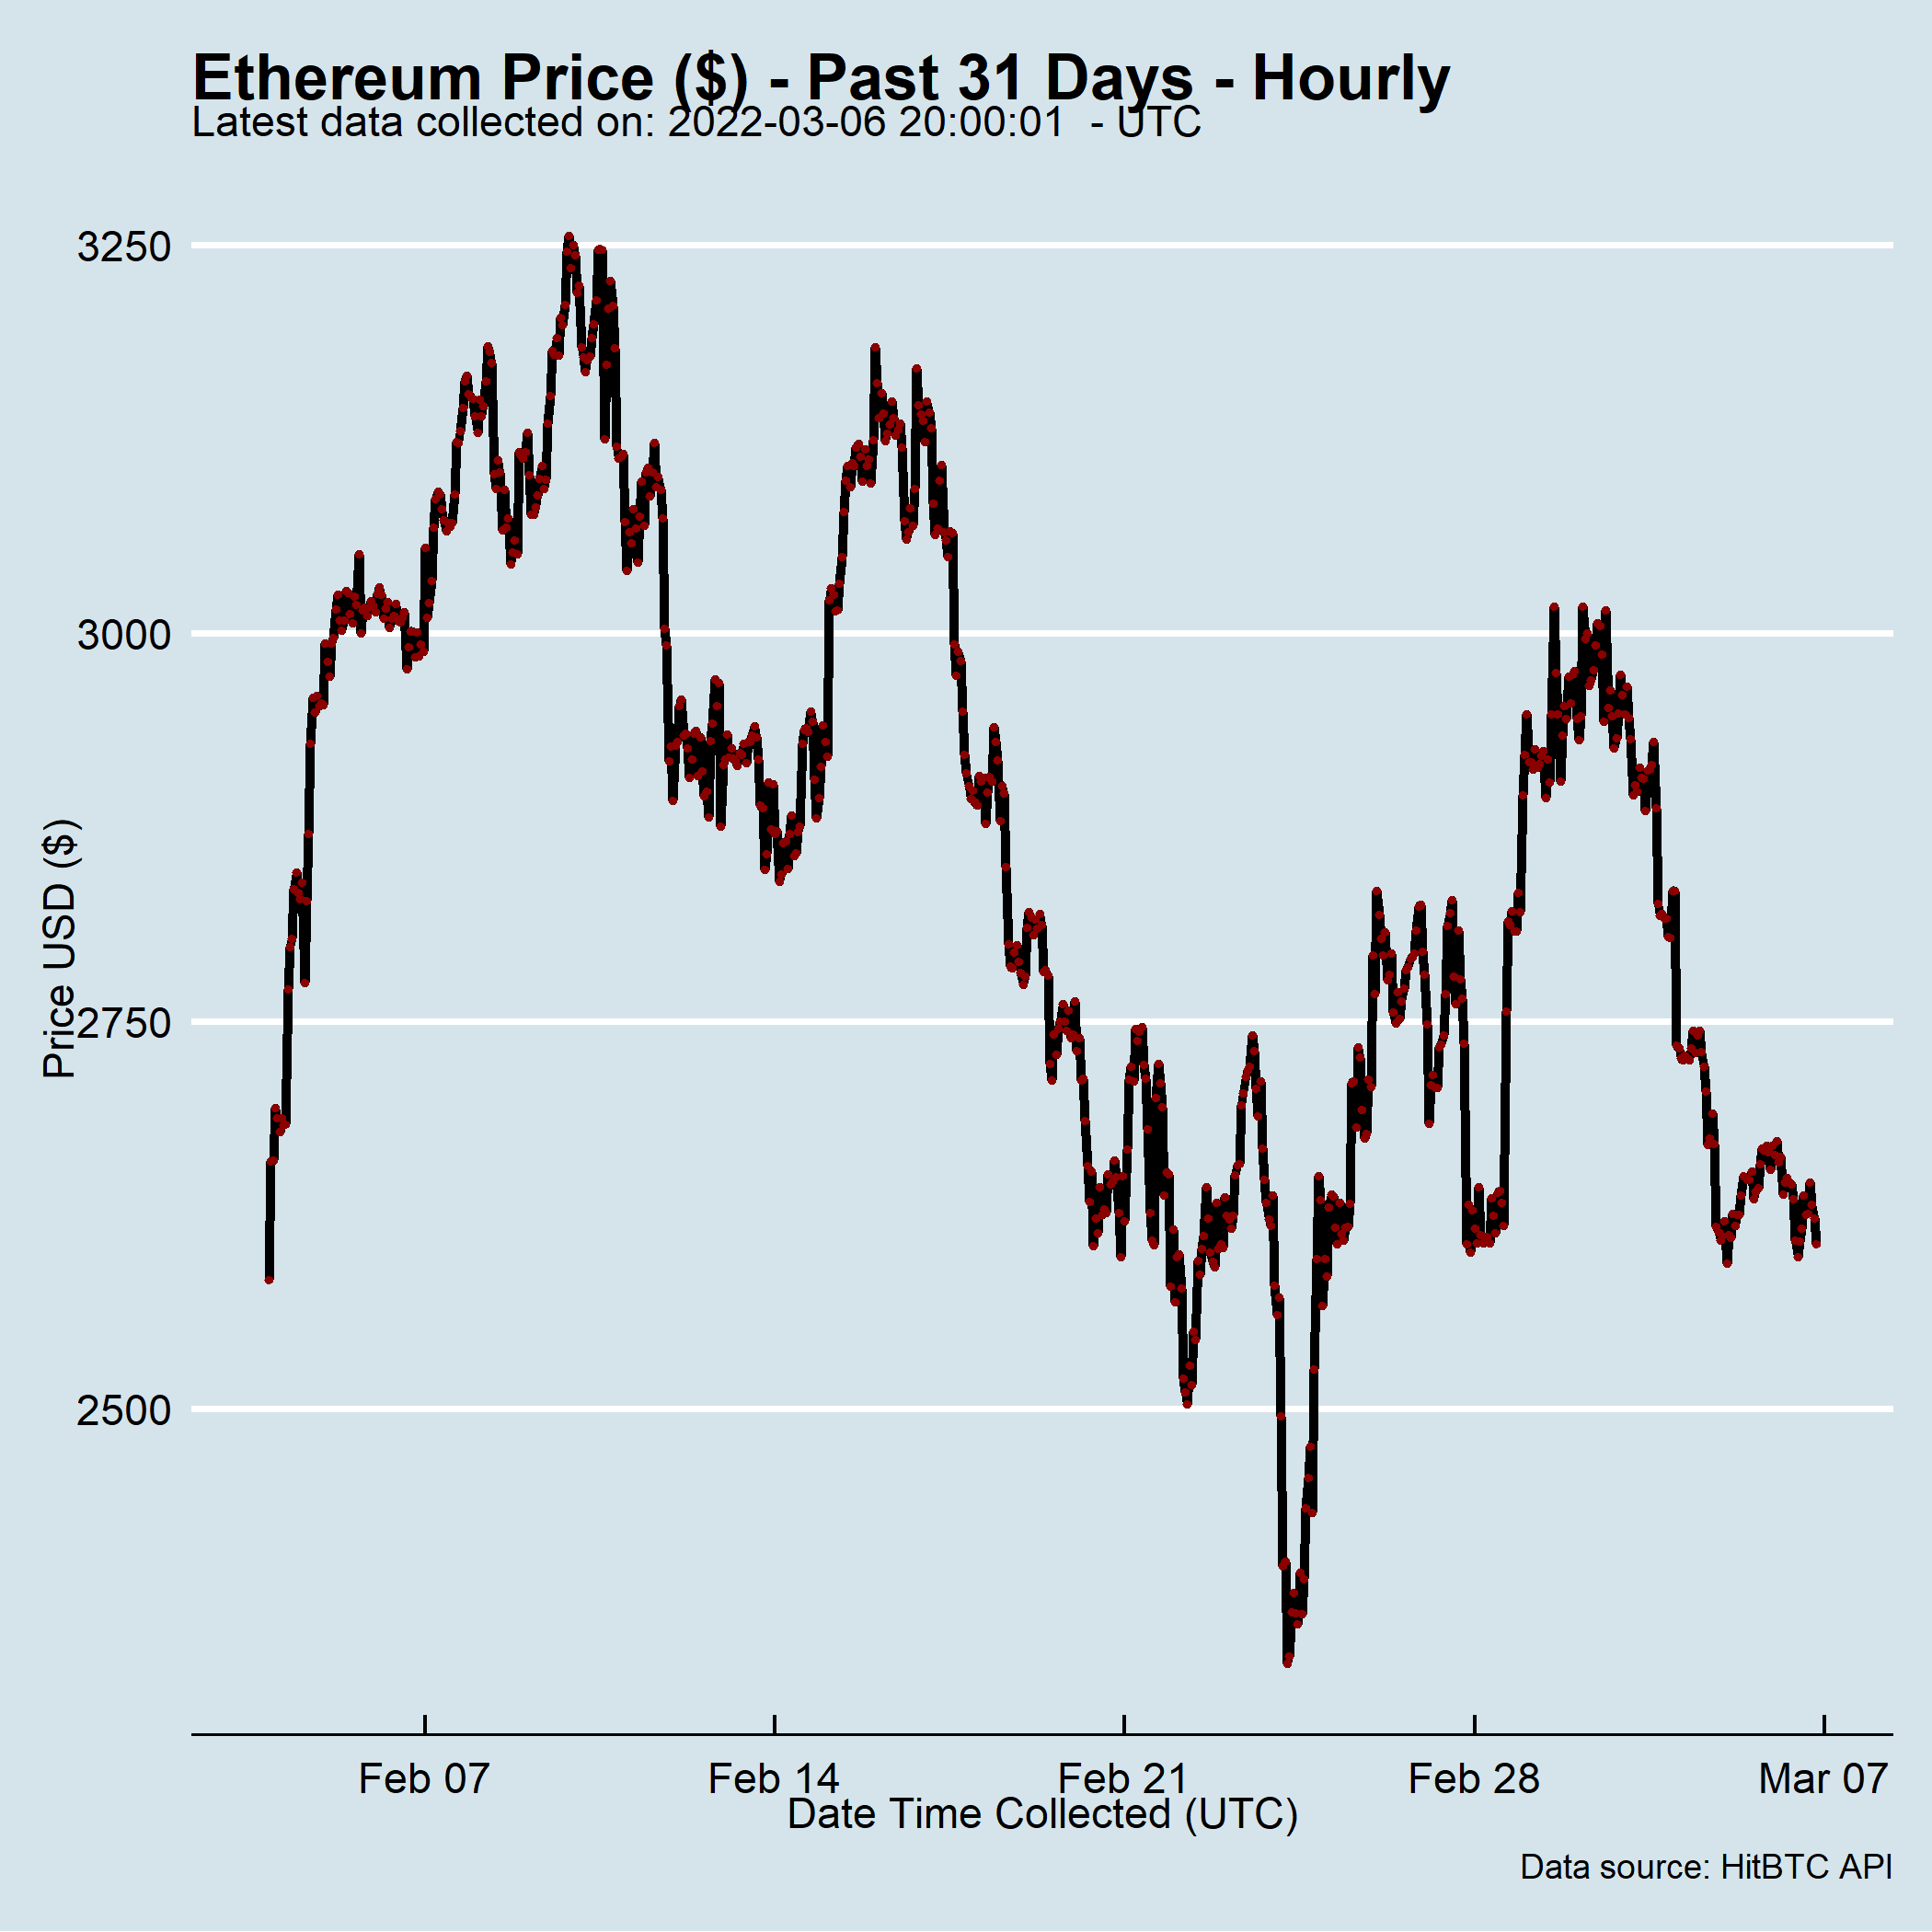 Ethereum Price ($) - Past 31 Days - Hourly
Latest data collected on: 2022-03-06 20:00:01  - UTC
3250
3000
2750
2500
Price USD ($)
Feb 07
Feb 14
Feb 21
Feb 28
Mar 07
Date Time Collected (UTC)
Data source: HitBTC API